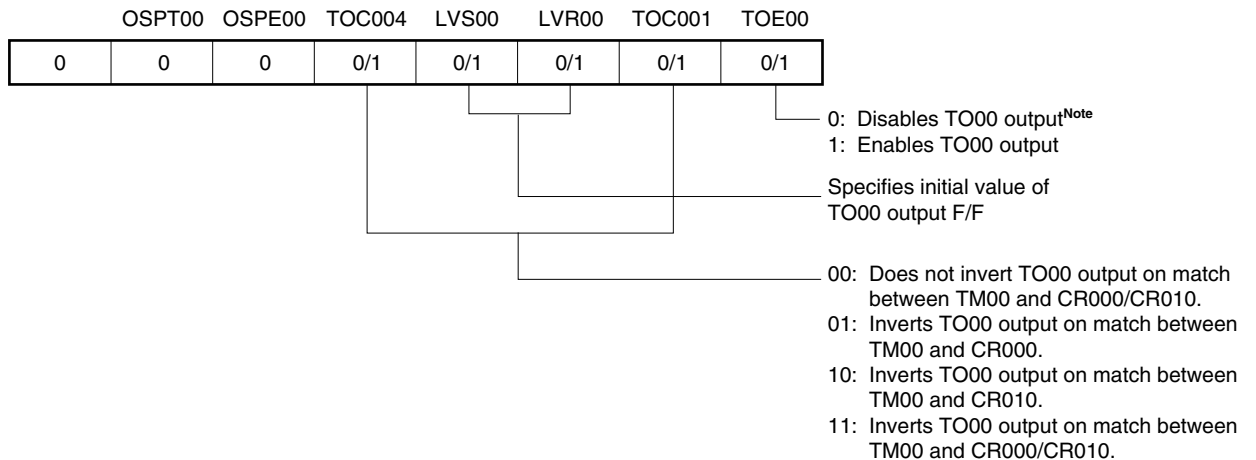 OSPT00 OSPE00 TOC004 LVS00 LVR00 TOC001 TOE00
0 0 0 0/1 0/1 0/1 0/1 0/1
0: Disables TO00 outputNote
1: Enables TO00 output
Specifies initial value of
TO00 output F/F
00: Does not invert TO00 output on match
between TM00 and CR000/CR010.
01: Inverts TO00 output on match between
TM00 and CR000.
10: Inverts TO00 output on match between
TM00 and CR010.
11: Inverts TO00 output on match between
TM00 and CR000/CR010.